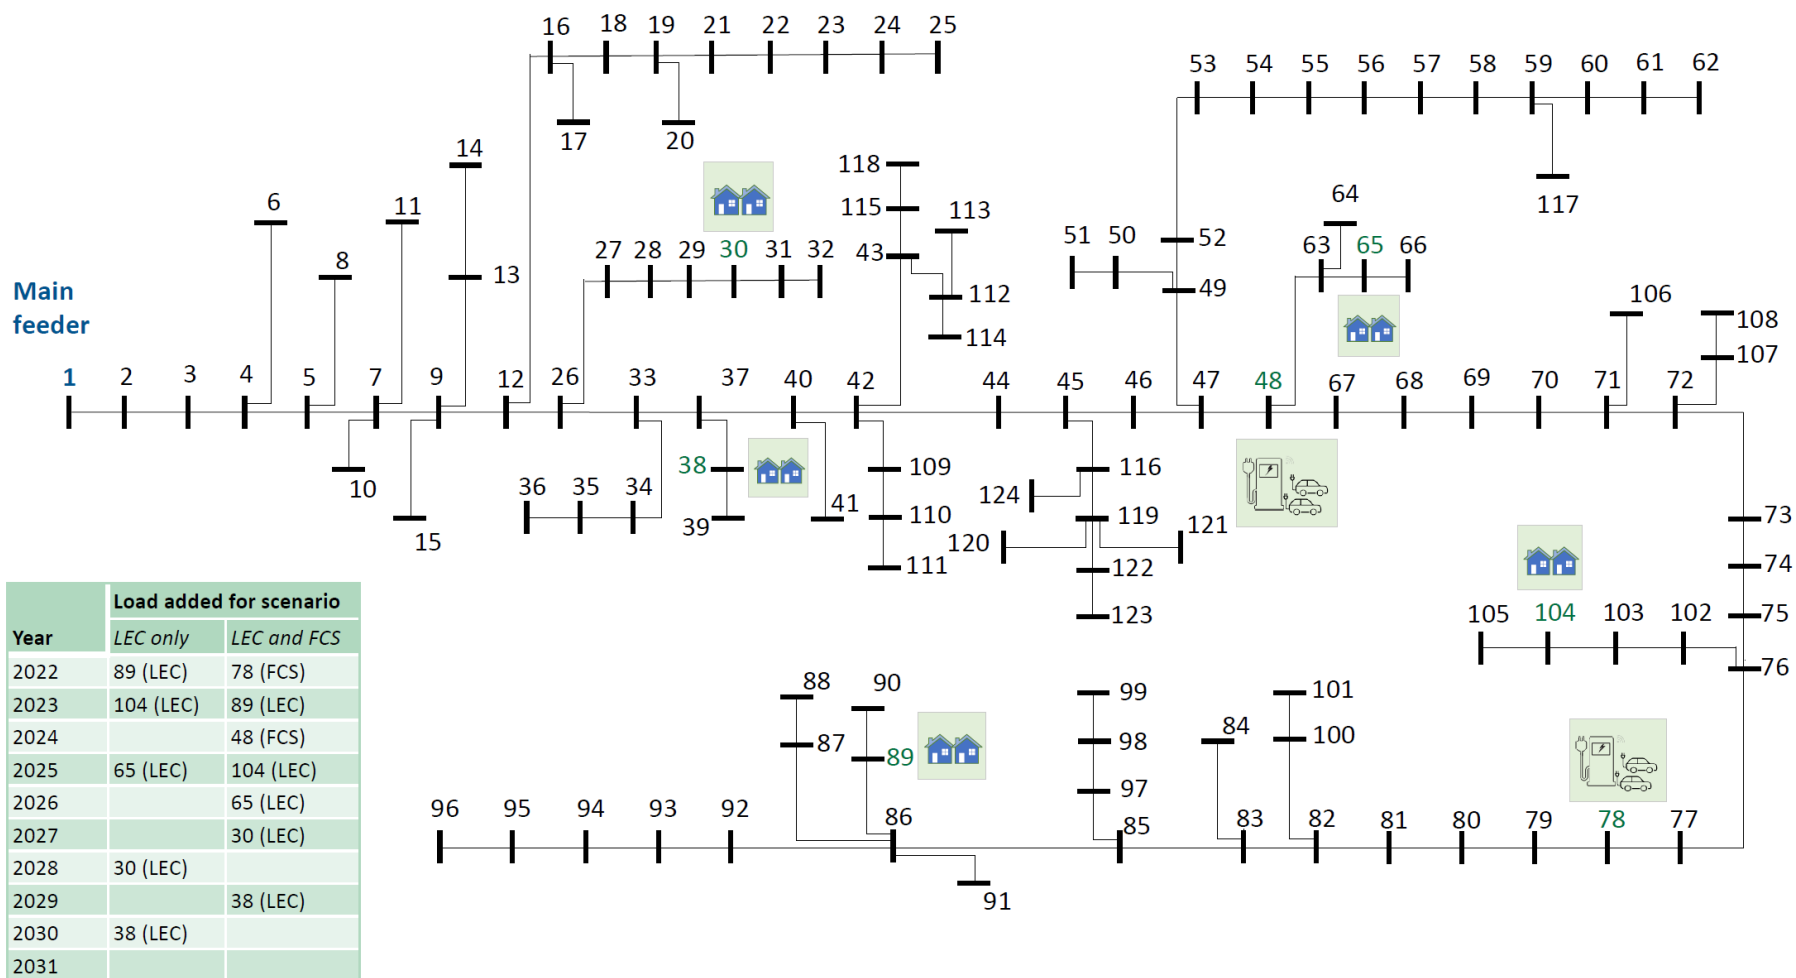 16 18 19 21 22 23 24 25
53 54 55 56 57 58 59 60 61 62
17 20
14
118
117
115 113
6 11
64
51 50 52
63 65 66
8 13
27 28 29 30 31 32
43
49
112
114
106
108
107
Main
feeder
1 2 3 4 5 7 9 12 26 33 37 40 42 44 45 46 47 48 67 68 69 70 71 72
10
15
36 35 34
38
39
41
109
110
111
116
124
119
120
121
122
123
73
74
75
76
105 104 103 102
Year
Load added for scenario
LEC only LEC and FCS
2022 89 (LEC) 78 (FCS)
2023 104 (LEC) 89 (LEC)
2024 48 (FCS)
2025 65 (LEC) 104 (LEC)
2026 65 (LEC)
2027 30 (LEC)
2028 30 (LEC)
2029 38 (LEC)
2030 38 (LEC)
2031
88 90
87
89
99
98
97
101
100
84
96 95 94 93 92 86 85 83 82 81 80 79 78 77
91